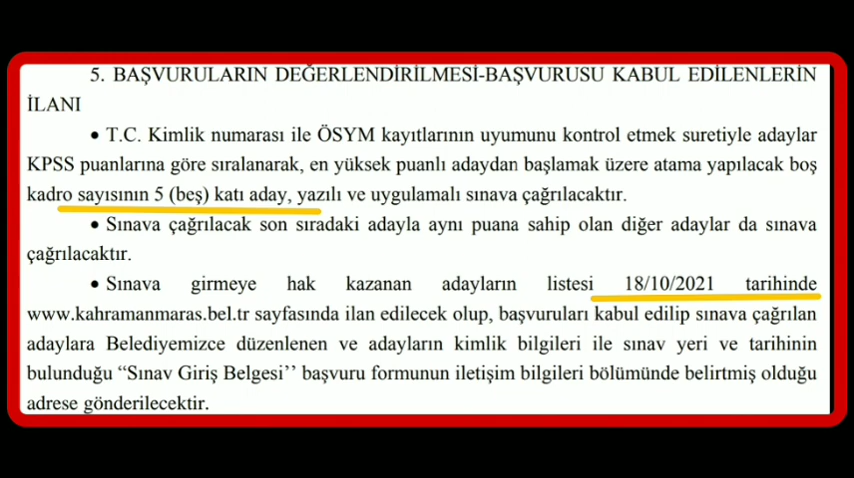 5. BAŞVURULARIN DEĞERLENDİRİLMESİ-BAŞVURUSU KABUL EDİLENLERİN
İLANI
• T.C. Kimlik numarası ile ÖSYM kayıtlarının uyumunu kontrol etmek suretiyle adaylar
KPSS puanlarına göre sıralanarak, en yüksek puanlı adaydan başlamak üzere atama yapılacak boş
kadro sayısının 5 (beş) katı aday, yazılı ve uygulamalı sınava çağrılacaktır.
• Sınava çağrılacak son sıradaki adayla aynı puana sahip olan diğer adaylar da sınava
çağrılacaktır.
• Sınava girmeye hak kazanan adayların listesi 18/10/2021 tarihinde
www.kahramanmaras.bel.tr sayfasında ilan edilecek olup, başvuruları kabul edilip sınava çağrılan
adaylara Belediyemizce düzenlenen ve adayların kimlik bilgileri ile sınav yeri ve tarihinin
bulunduğu “Sınav Giriş Belgesi’’ başvuru formunun iletişim bilgileri bölümünde belirtmiş olduğu
adrese gönderilecektir.